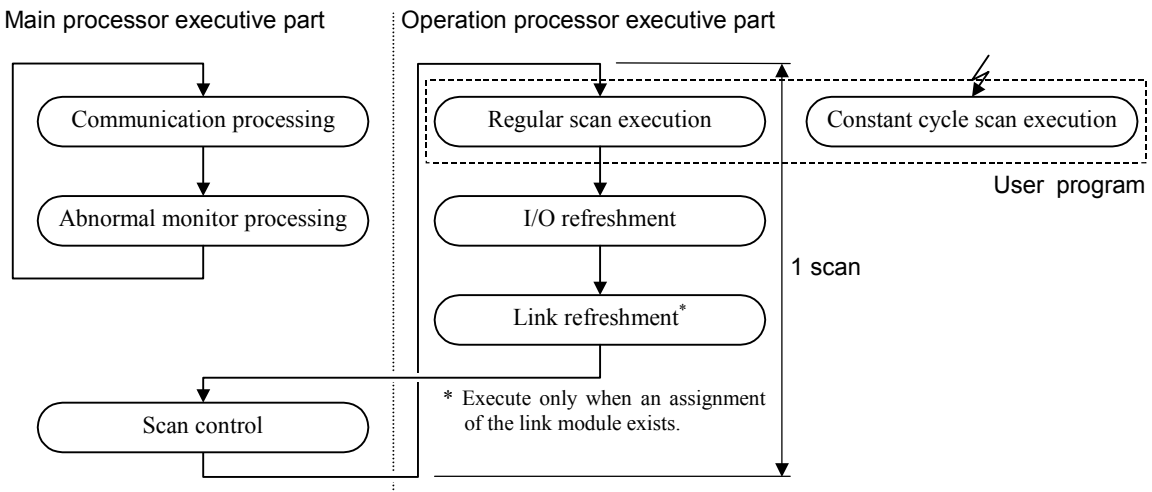 Main processor executive part
Operation processor executive part
Communication processing
Regular scan execution
Constant cycle scan execution
User program
Abnormal monitor processing
I/O refreshment
1 scan
Link refreshment*
* Execute only when an assignment
of the link module exists.
Scan control